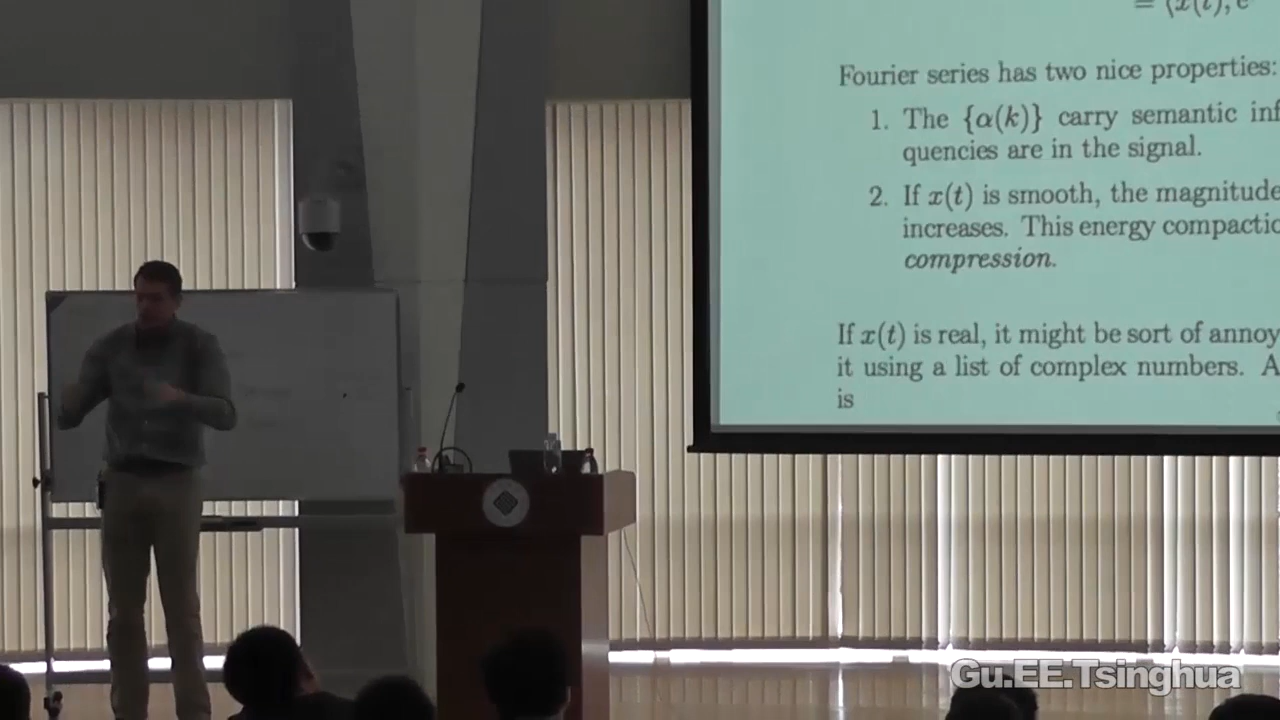 = ⟨x(t), e
Fourier series has two nice properties:
1. The {α(k)} carry semantic inf
quencies are in the signal.
2. If x(t) is smooth, the magnitude
increases. This energy compactio
compression.
If x(t) is real, it might be sort of annoy
it using a list of complex numbers. A
is
Gu.EE.Tsinghua